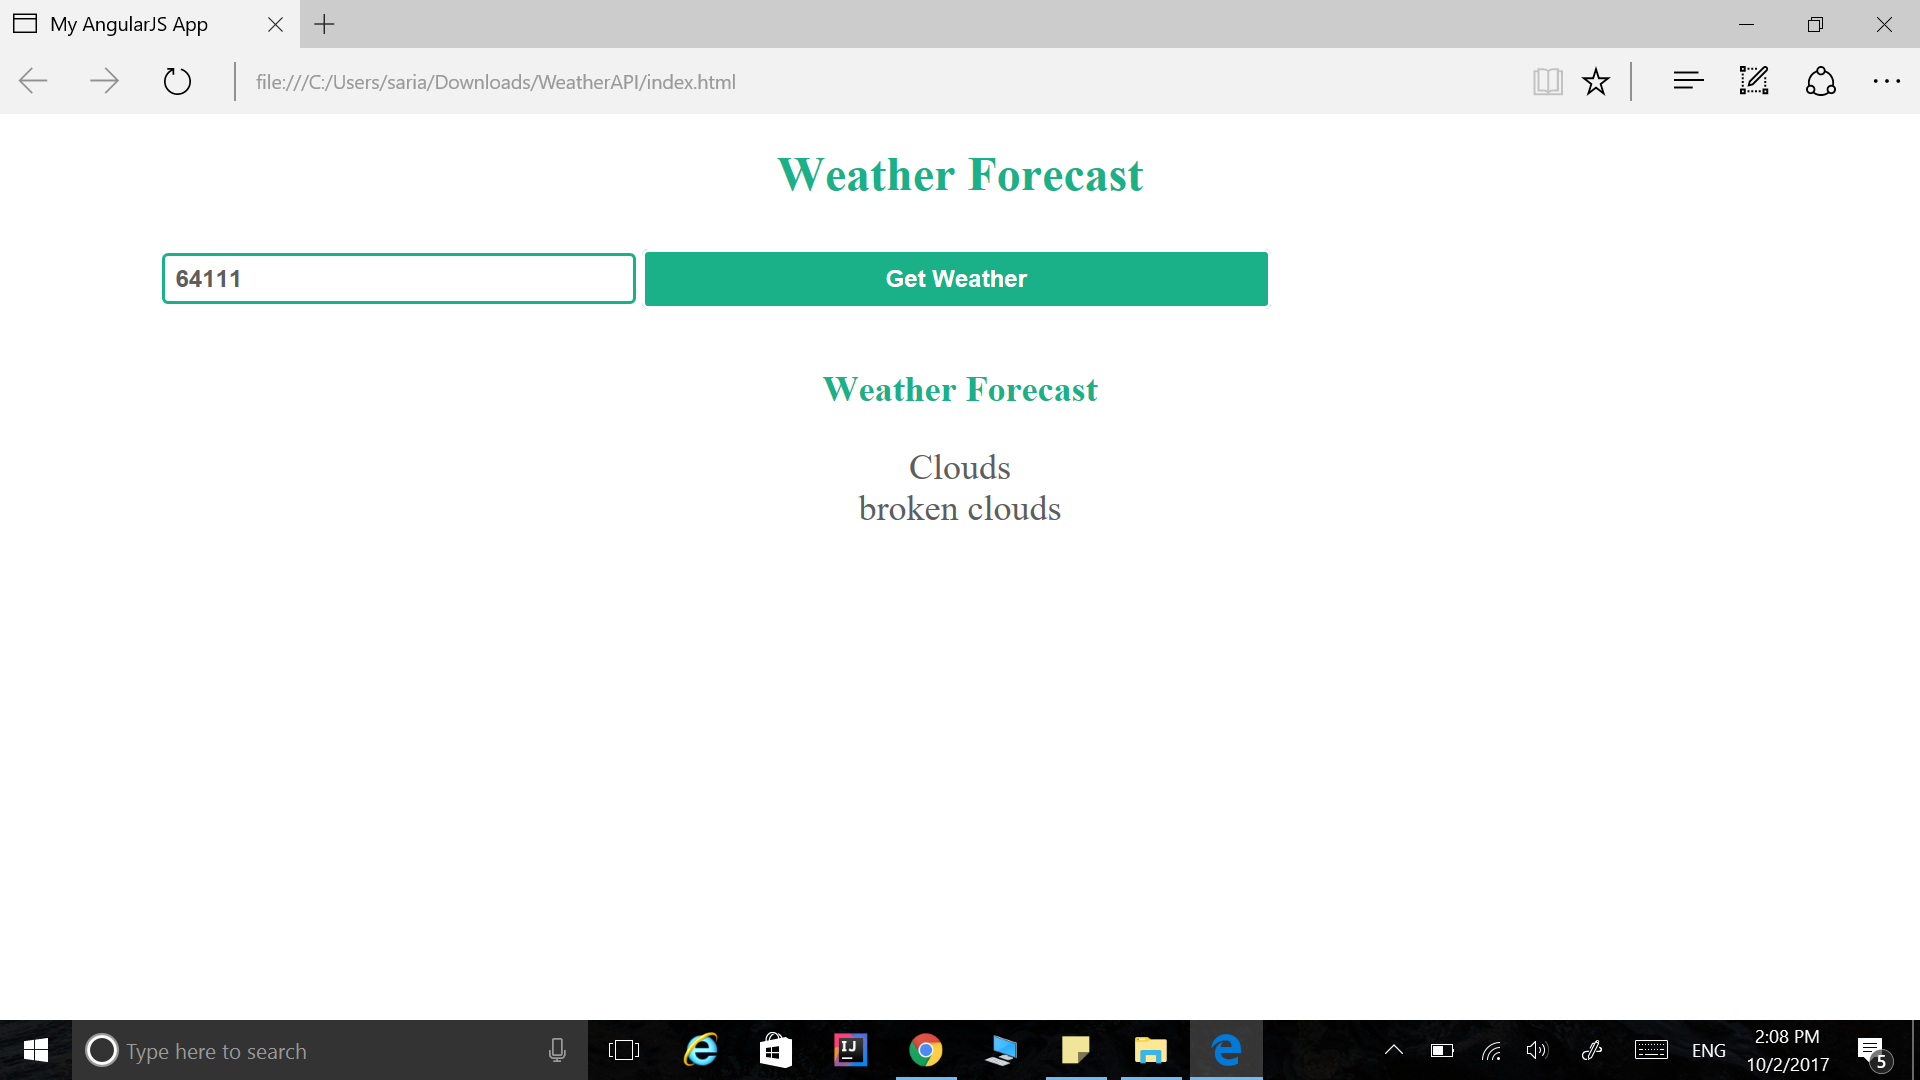 My AngularJS App
file:///C:/Users/saria/Downloads/WeatherAPI/index.html
Weather Forecast
64111
Get Weather
Weather Forecast
Clouds
broken clouds
Type here to search
IJ
ENG
2:08 PM
10/2/2017
5